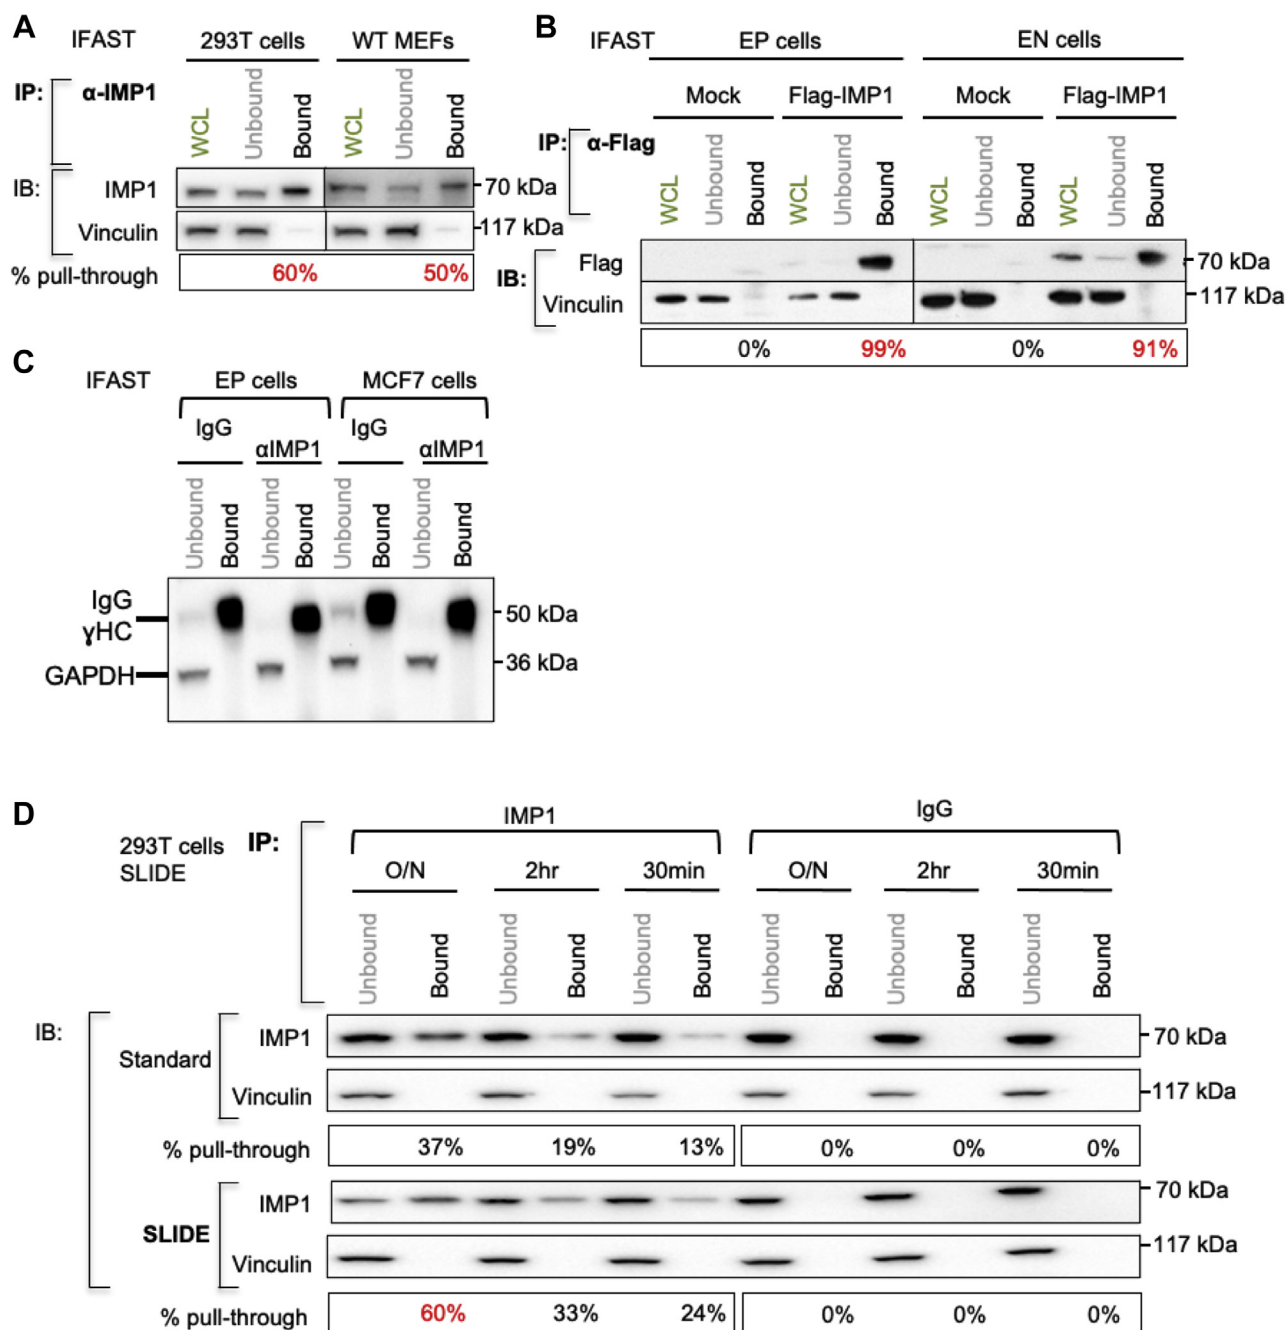 A
IFAST
293T cells
WT MEFs
IP:
α-IMP1
WCL
Unbound
Bound
WCL
Unbound
Bound
IB:
IMP1
70 kDa
Vinculin
117 kDa
% pull-through
60%
50%
B
IFAST
EP cells
EN cells
Mock
Flag-IMP1
Mock
Flag-IMP1
IP:
α-Flag
WCL
Unbound
Bound
WCL
Unbound
Bound
WCL
Unbound
Bound
WCL
Unbound
Bound
IB:
Flag
70 kDa
Vinculin
117 kDa
0%
99%
0%
91%
C
IFAST
EP cells
MCF7 cells
IgG
αIMP1
IgG
αIMP1
Unbound
Bound
Unbound
Bound
Unbound
Bound
Unbound
Bound
IgG
ɣHC
50 kDa
GAPDH
36 kDa
D
293T cells
SLIDE
IP:
IMP1
IgG
O/N
2hr
30min
O/N
2hr
30min
Unbound
Bound
Unbound
Bound
Unbound
Bound
Unbound
Bound
Unbound
Bound
Unbound
Bound
IB:
Standard
IMP1
70 kDa
Vinculin
117 kDa
% pull-through
37%
19%
13%
0%
0%
0%
SLIDE
IMP1
70 kDa
Vinculin
117 kDa
% pull-through
60%
33%
24%
0%
0%
0%